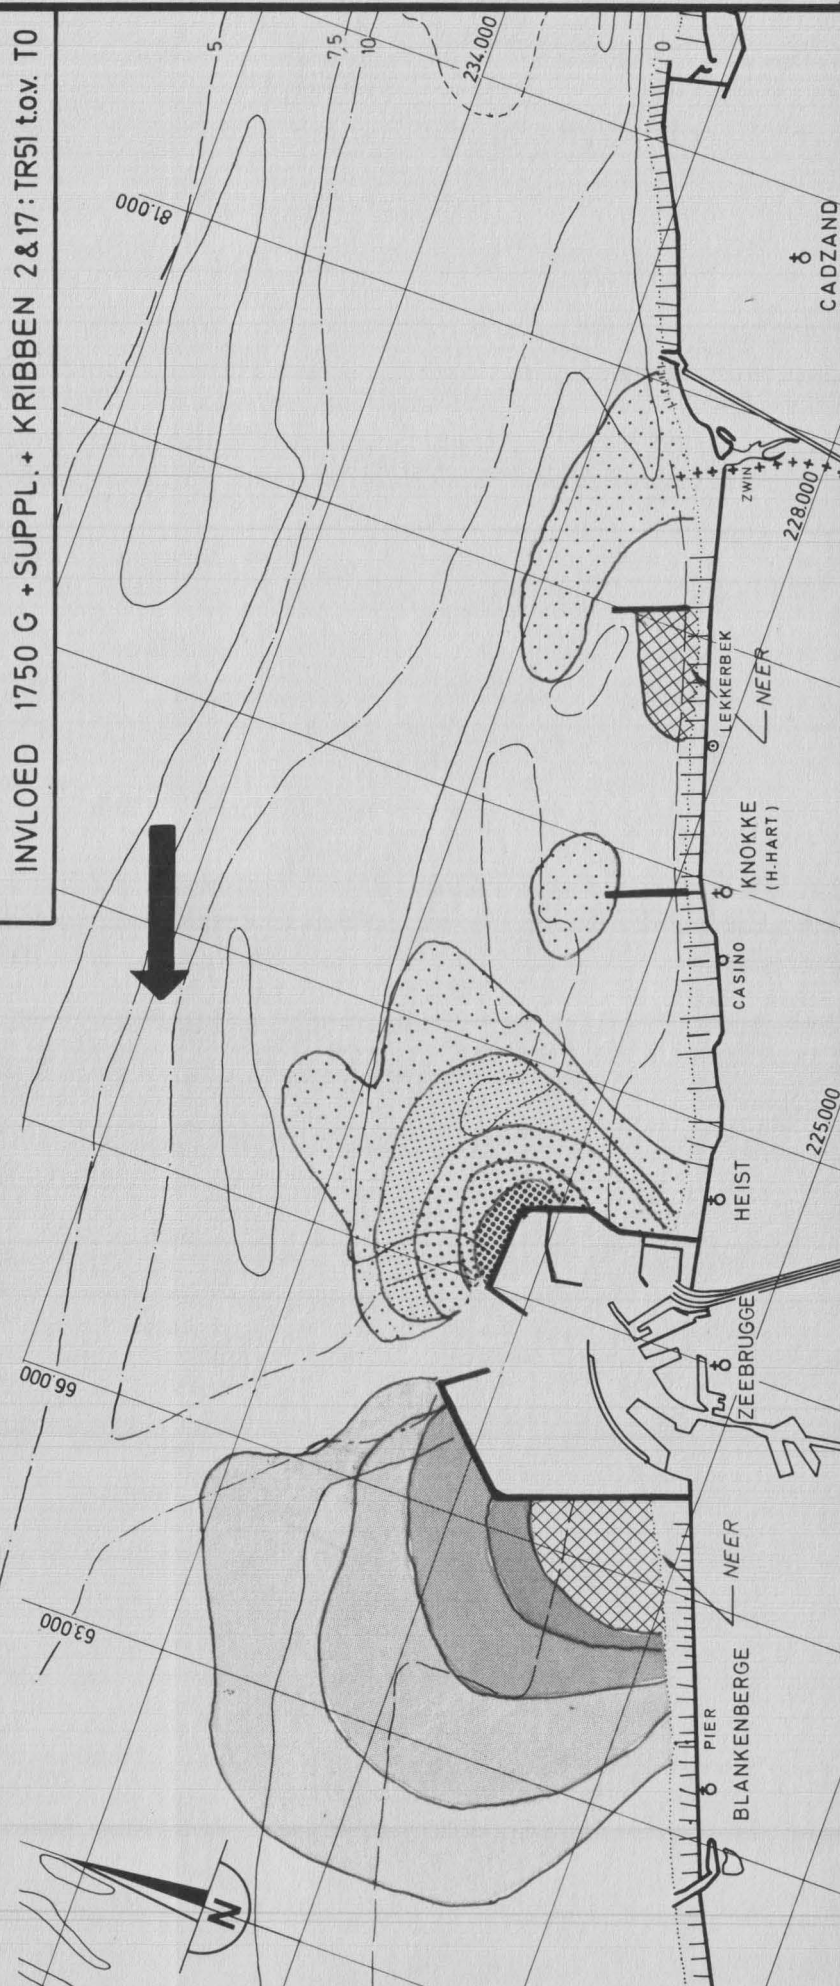 INVLOED 1750 G + SUPPL. + KRIBBEN 2 & 17 : TR51 t.o.v. T0
5
7,5
10
234.000
0
81.000
CADZAND
ZWIN
228.000
LEKKERBEK
NEER
KNOKKE
(H.HART)
CASINO
225.000
HEIST
ZEEBRUGGE
66.000
NEER
63.000
PIER
BLANKENBERGE
N